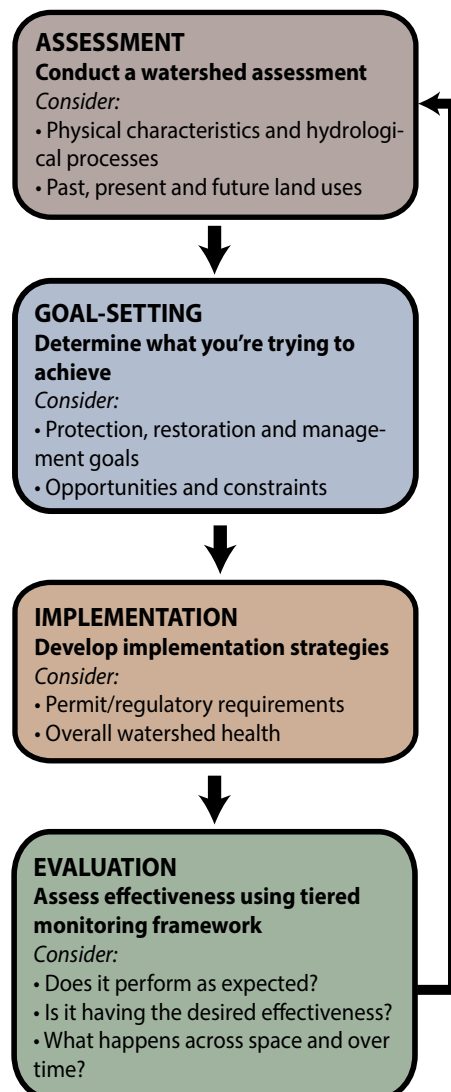 ASSESSMENT
Conduct a watershed assessment
Consider:
• Physical characteristics and hydrologi-
cal processes
• Past, present and future land uses
GOAL-SETTING
Determine what you're trying to
achieve
Consider:
• Protection, restoration and manage-
ment goals
• Opportunities and constraints
IMPLEMENTATION
Develop implementation strategies
Consider:
• Permit/regulatory requirements
• Overall watershed health
EVALUATION
Assess effectiveness using tiered
monitoring framework
Consider:
• Does it perform as expected?
• Is it having the desired effectiveness?
• What happens across space and over
time?